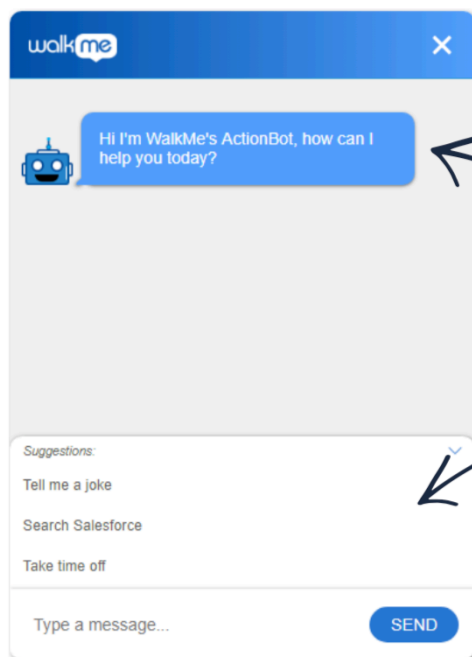 walkme
Hi I'm WalkMe's ActionBot, how can I
help you today?
Suggestions:
Tell me a joke
Search Salesforce
Take time off
Type a message...
SEND